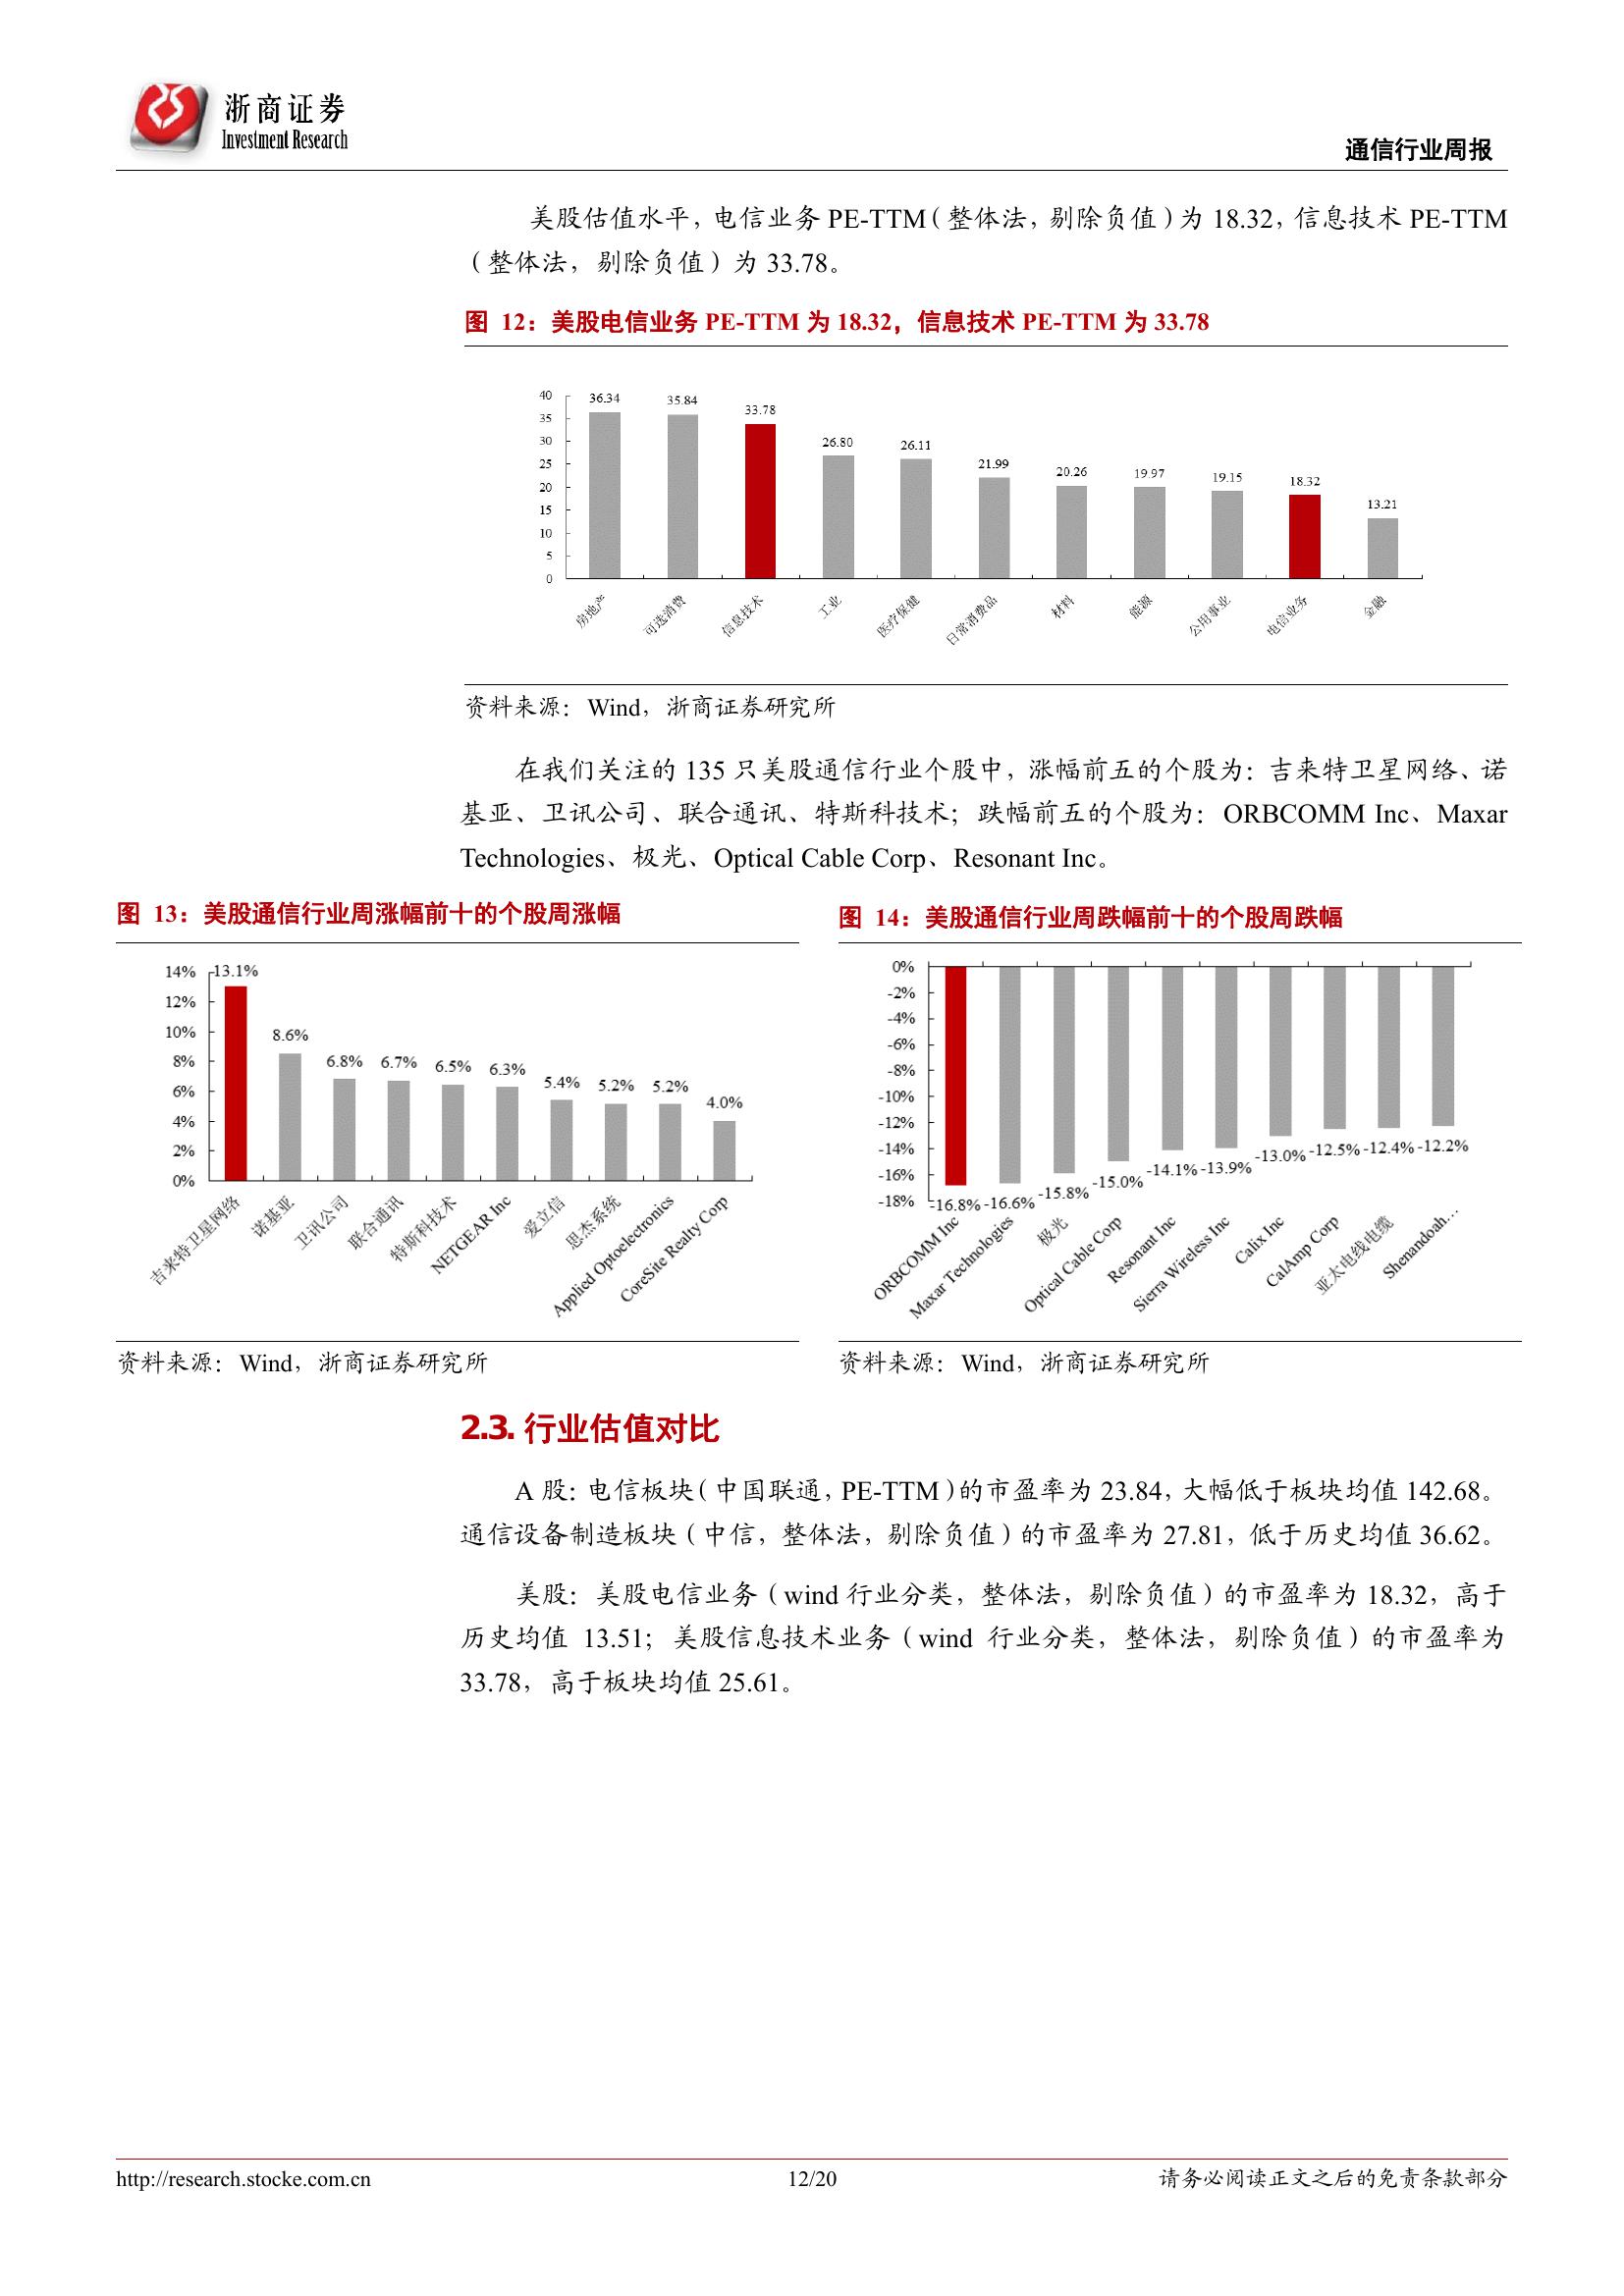 浙商证券
Investment Research
通信行业周报
美股估值水平，电信业务 PE-TTM（整体法，剔除负值）为 18.32，信息技术 PE-TTM
（整体法，剔除负值）为 33.78。
图 12：美股电信业务 PE-TTM 为 18.32，信息技术 PE-TTM 为 33.78
40
35
30
25
20
15
10
5
0
36.34
35.84
33.78
26.80
26.11
21.99
20.26
19.97
19.15
18.32
13.21
房地产
可选消费
信息技术
工业
医疗保健
日常消费品
材料
能源
公用事业
电信业务
金融
资料来源：Wind，浙商证券研究所
在我们关注的 135 只美股通信行业个股中，涨幅前五的个股为：吉来特卫星网络、诺
基亚、卫讯公司、联合通讯、特斯科技术；跌幅前五的个股为：ORBCOMM Inc、Maxar
Technologies、极光、Optical Cable Corp、Resonant Inc。
图 13：美股通信行业周涨幅前十的个股周涨幅
14%
12%
10%
8%
6%
4%
2%
0%
13.1%
8.6%
6.8%
6.7%
6.5%
6.3%
5.4%
5.2%
5.2%
4.0%
吉来特卫星网络
诺基亚
卫讯公司
联合通讯
特斯科技术
NETGEAR Inc
爱立信
思杰系统
Applied Optoelectronics
CoreSite Realty Corp
资料来源：Wind，浙商证券研究所
图 14：美股通信行业周跌幅前十的个股周跌幅
0%
-2%
-4%
-6%
-8%
-10%
-12%
-14%
-16%
-18%
-16.8%
-16.6%
-15.8%
-15.0%
-14.1%
-13.9%
-13.0%
-12.5%
-12.4%
-12.2%
ORBCOMM Inc
Maxar Technologies
极光
Optical Cable Corp
Resonant Inc
Sierra Wireless Inc
Calix Inc
CalAmp Corp
亚太电线电缆
Shenandoah…
资料来源：Wind，浙商证券研究所
2.3. 行业估值对比
A 股：电信板块（中国联通，PE-TTM）的市盈率为 23.84，大幅低于板块均值 142.68。
通信设备制造板块（中信，整体法，剔除负值）的市盈率为 27.81，低于历史均值 36.62。
美股：美股电信业务（wind 行业分类，整体法，剔除负值）的市盈率为 18.32，高于
历史均值 13.51；美股信息技术业务（wind 行业分类，整体法，剔除负值）的市盈率为
33.78，高于板块均值 25.61。
http://research.stocke.com.cn
12/20
请务必阅读正文之后的免责条款部分